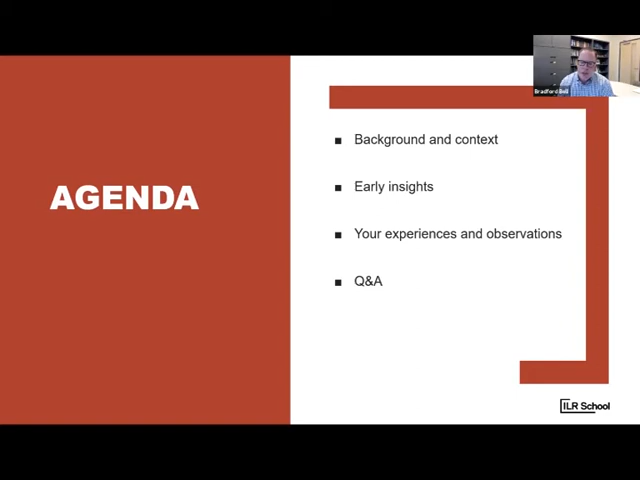 Bradford Bell
AGENDA
Background and context
Early insights
Your experiences and observations
Q&A
ILR School